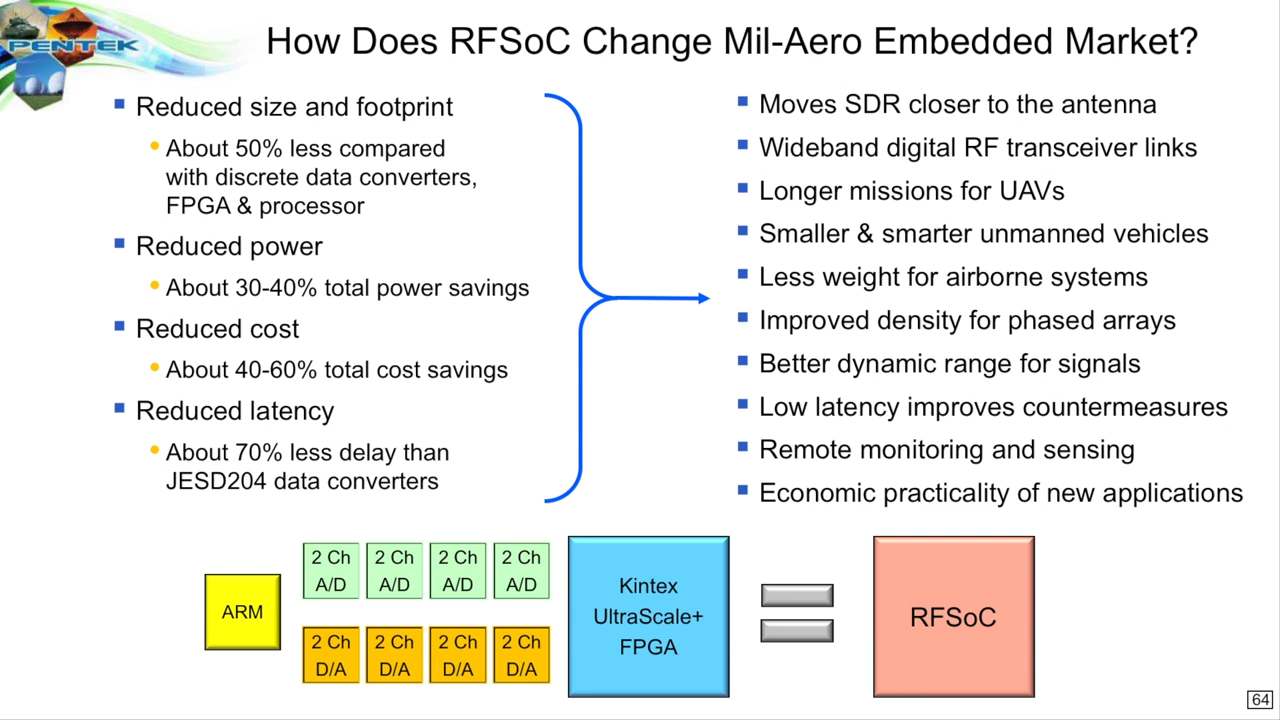 PENTEK
How Does RFSoC Change Mil-Aero Embedded Market?
Reduced size and footprint
About 50% less compared
with discrete data converters,
FPGA & processor
Reduced power
About 30-40% total power savings
Reduced cost
About 40-60% total cost savings
Reduced latency
About 70% less delay than
JESD204 data converters
Moves SDR closer to the antenna
Wideband digital RF transceiver links
Longer missions for UAVs
Smaller & smarter unmanned vehicles
Less weight for airborne systems
Improved density for phased arrays
Better dynamic range for signals
Low latency improves countermeasures
Remote monitoring and sensing
Economic practicality of new applications
ARM
2 Ch
A/D
2 Ch
A/D
2 Ch
A/D
2 Ch
A/D
2 Ch
D/A
2 Ch
D/A
2 Ch
D/A
2 Ch
D/A
Kintex
UltraScale+
FPGA
RFSoC
64